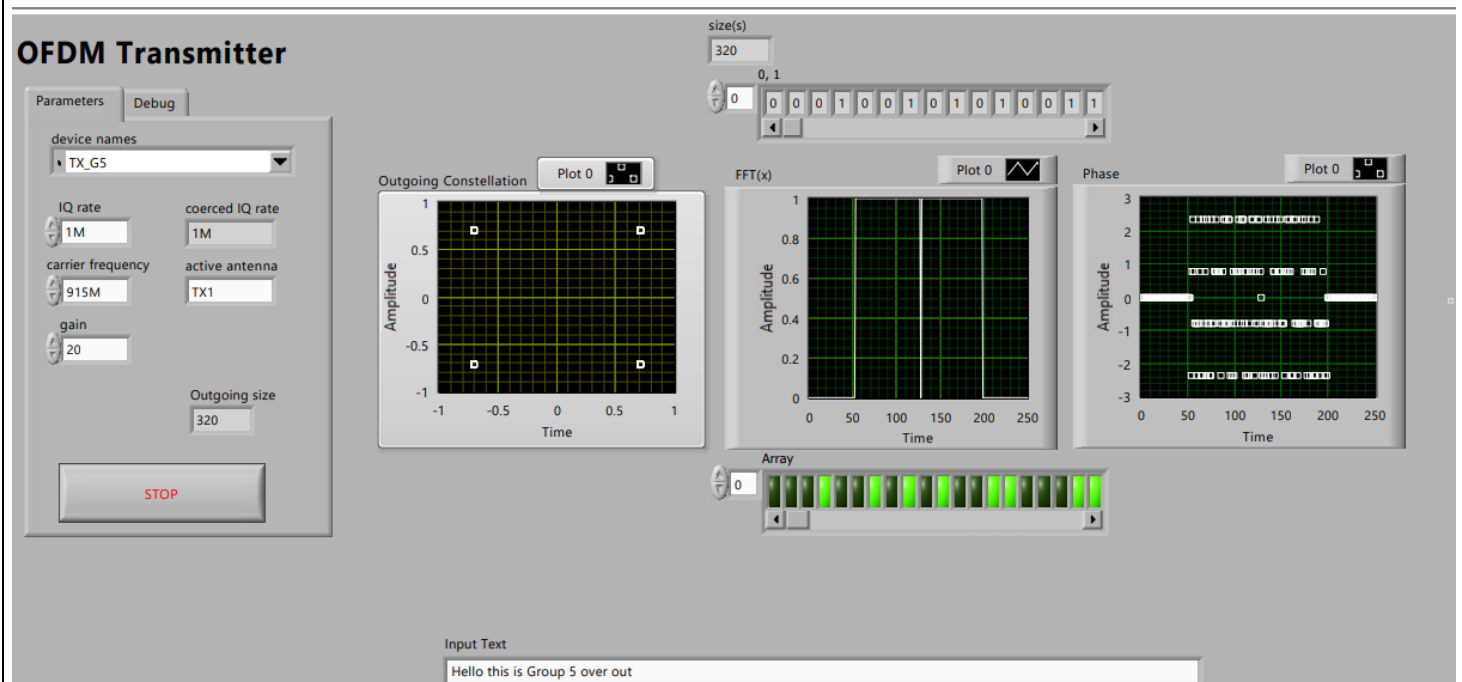 size(s)
320
OFDM Transmitter
0, 1
0 0 0 0 1 0 0 1 0 1 0 1 0 0 1 1
Parameters Debug
device names
TX_G5
IQ rate coerced IQ rate
1M 1M
carrier frequency active antenna
915M TX1
gain
20
Outgoing size
320
STOP
Outgoing Constellation Plot 0
1
0.5
0
-0.5
-1
Amplitude
-1 -0.5 0 0.5 1
Time
FFT(x) Plot 0
1
0.8
0.6
0.4
0.2
0
Amplitude
0 50 100 150 200 250
Time
Phase Plot 0
3
2
1
0
-1
-2
-3
Amplitude
0 50 100 150 200 250
Time
Array
0
Input Text
Hello this is Group 5 over out